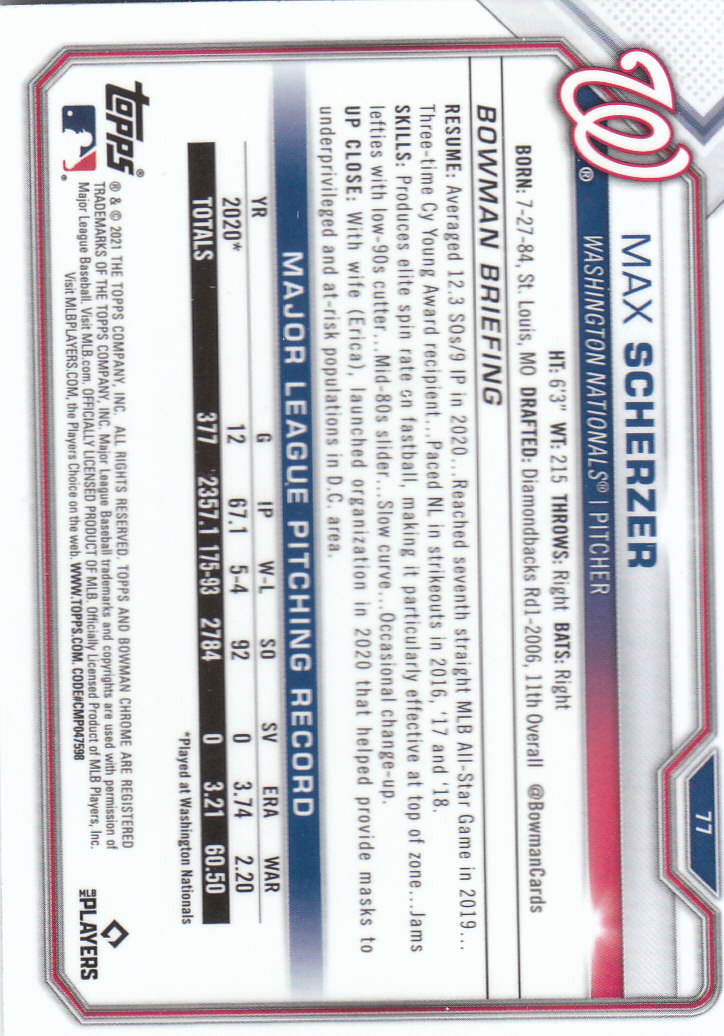 77
MAX SCHERZER
WASHINGTON NATIONALS® | PITCHER
HT: 6'3" WT: 215 THROWS: Right BATS: Right
BORN: 7-27-84, St. Louis, MO DRAFTED: Diamondbacks Rd1-2006, 11th Overall @BowmanCards
BOWMAN BRIEFING
RESUME: Averaged 12.3 SOs/9 IP in 2020...Reached seventh straight MLB All-Star Game in 2019...
Three-time Cy Young Award recipient...Paced NL in strikeouts in 2016, '17 and '18.
SKILLS: Produces elite spin rate on fastball, making it particularly effective at top of zone...Jams
lefties with low-90s cutter...Mid-80s slider...Slow curve...Occasional change-up.
UP CLOSE: With wife (Erica), launched organization in 2020 that helped provide masks to
underprivileged and at-risk populations in D.C. area.
MAJOR LEAGUE PITCHING RECORD
YR G IP W-L SO SV ERA WAR
2020* 12 67.1 5-4 92 0 3.74 2.20
TOTALS 377 2357.1 175-93 2784 0 3.21 60.50
*Played at Washington Nationals
topps®
® & © 2021 THE TOPPS COMPANY, INC. ALL RIGHTS RESERVED. TOPPS AND BOWMAN CHROME ARE REGISTERED
TRADEMARKS OF THE TOPPS COMPANY, INC. Major League Baseball trademarks and copyrights are used with permission of
Major League Baseball. Visit MLB.com. OFFICIALLY LICENSED PRODUCT OF MLB. Officially Licensed Product of MLB Players, Inc.
Visit MLBPLAYERS.COM, the Players Choice on the web. WWW.TOPPS.COM. CODE#CMP047598
MLBPLAYERS